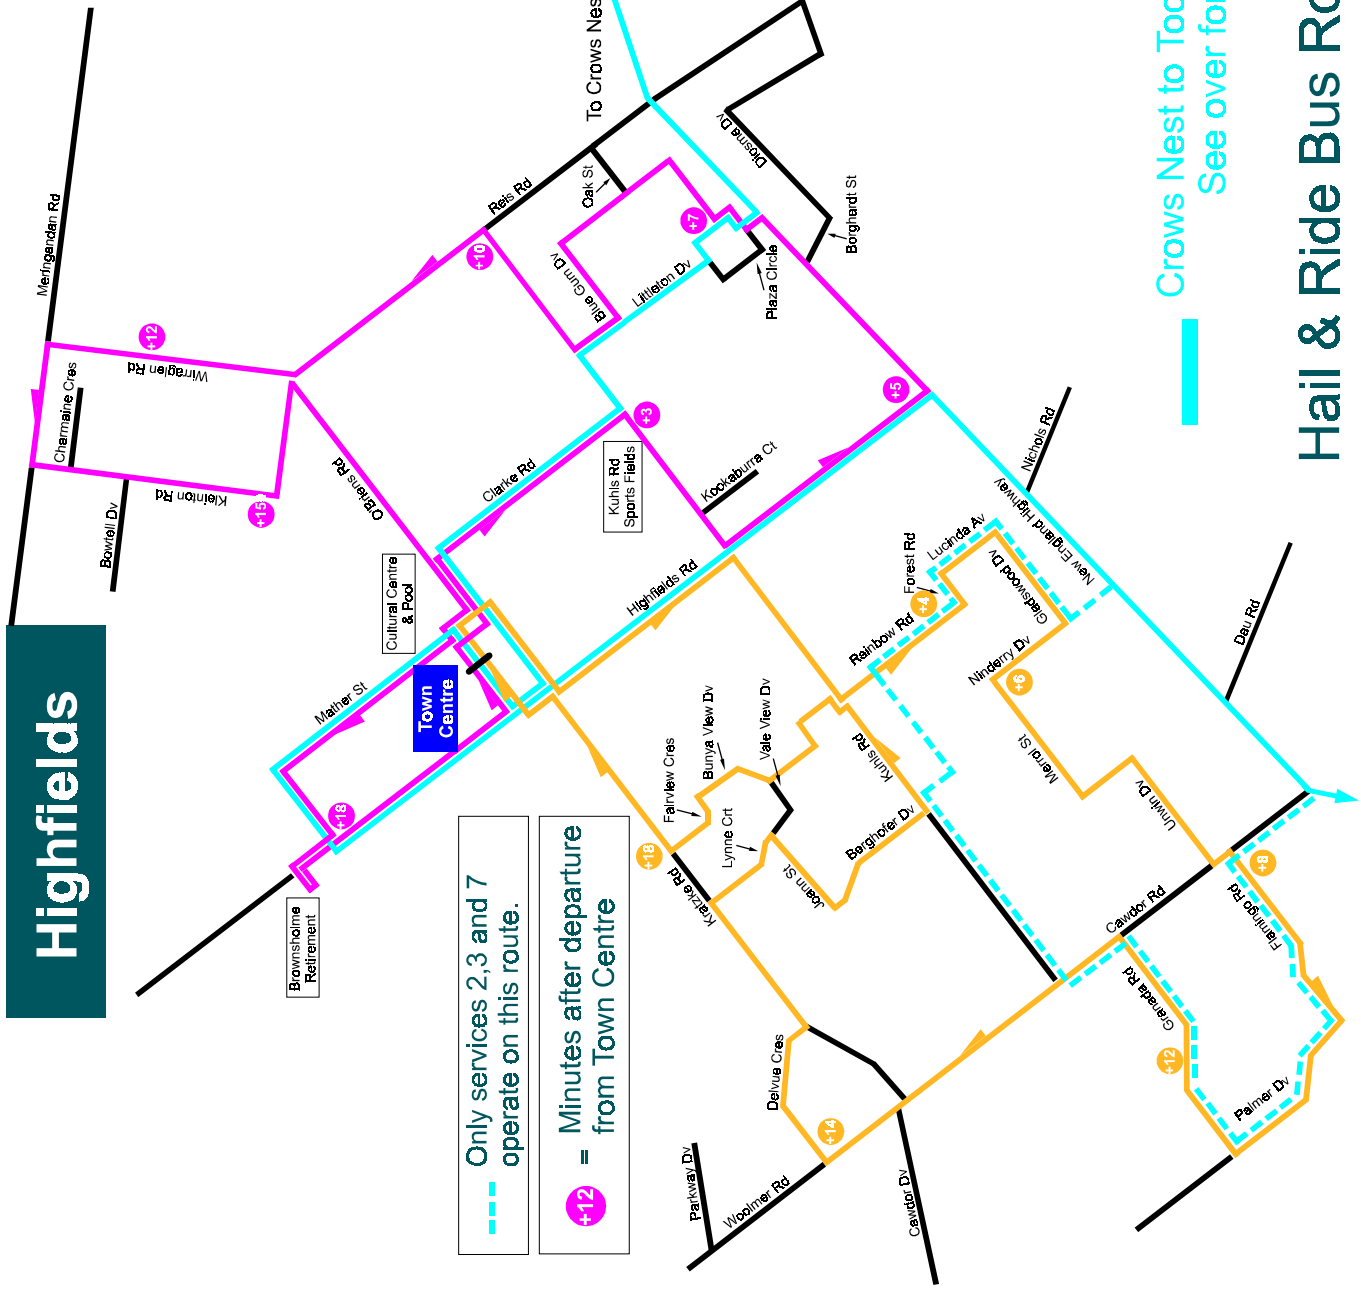 Highfields
Meringandan Rd
Charmaine Cres
Wirraglen Rd
+12
Kleinton Rd
Bowtell Dv
+15
O'Briens Rd
Reis Rd
+10
Oak St
To Crows Nes
Blue Gum Dv
+7
Littleton Dv
Diosma Dv
Borghardt St
Plaza Circle
Clarke Rd
+3
Kuhls Rd
Sports Fields
Kockaburra Ct
+5
Cultural Centre
& Pool
Town
Centre
Mather St
+18
Brownsholme
Retirement
Highfields Rd
Nichols Rd
New England Highway
Lucinda Av
Forest Rd
+4
Gladswood Dv
Rainbow Rd
Ninderry Dv
+6
Merrol St
Unwin Dv
Dau Rd
Kuhls Rd
Vale View Dv
Bunya View Dv
Fairview Cres
+18
Kratzke Rd
Lynne Crt
Joann St
Berghofer Dv
Cawdor Rd
+8
Flamingo Rd
Granada Rd
+12
Palmer Dv
Delvue Cres
+14
Parkway Dv
Woolmer Rd
Cawdor Dv
Only services 2,3 and 7
operate on this route.
+12 = Minutes after departure
from Town Centre
Crows Nest to Too
See over for
Hail & Ride Bus Ro